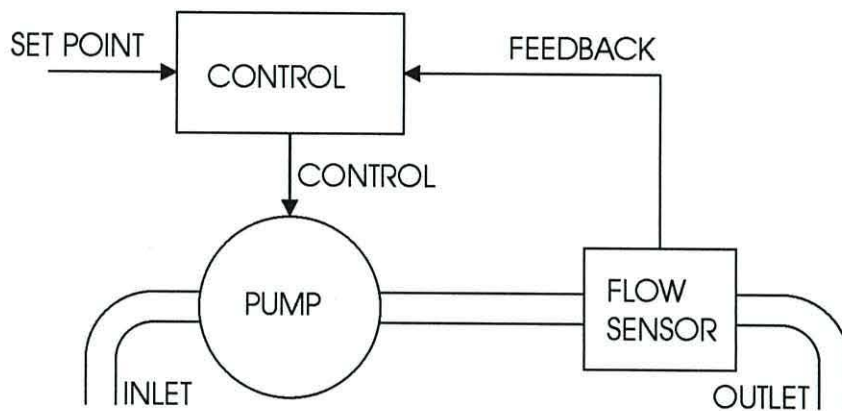 SET POINT
CONTROL
FEEDBACK
CONTROL
PUMP
FLOW
SENSOR
INLET
OUTLET